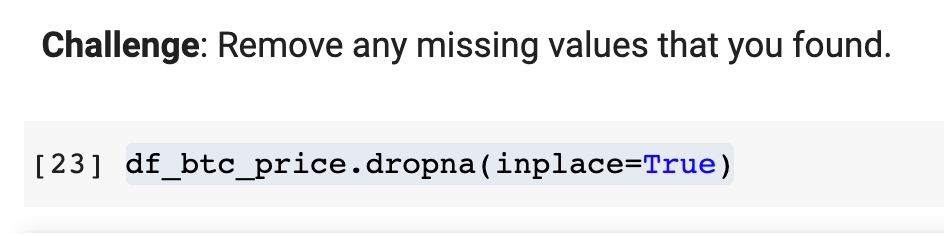 Challenge: Remove any missing values that you found.
[23] df_btc_price.dropna(inplace=True)